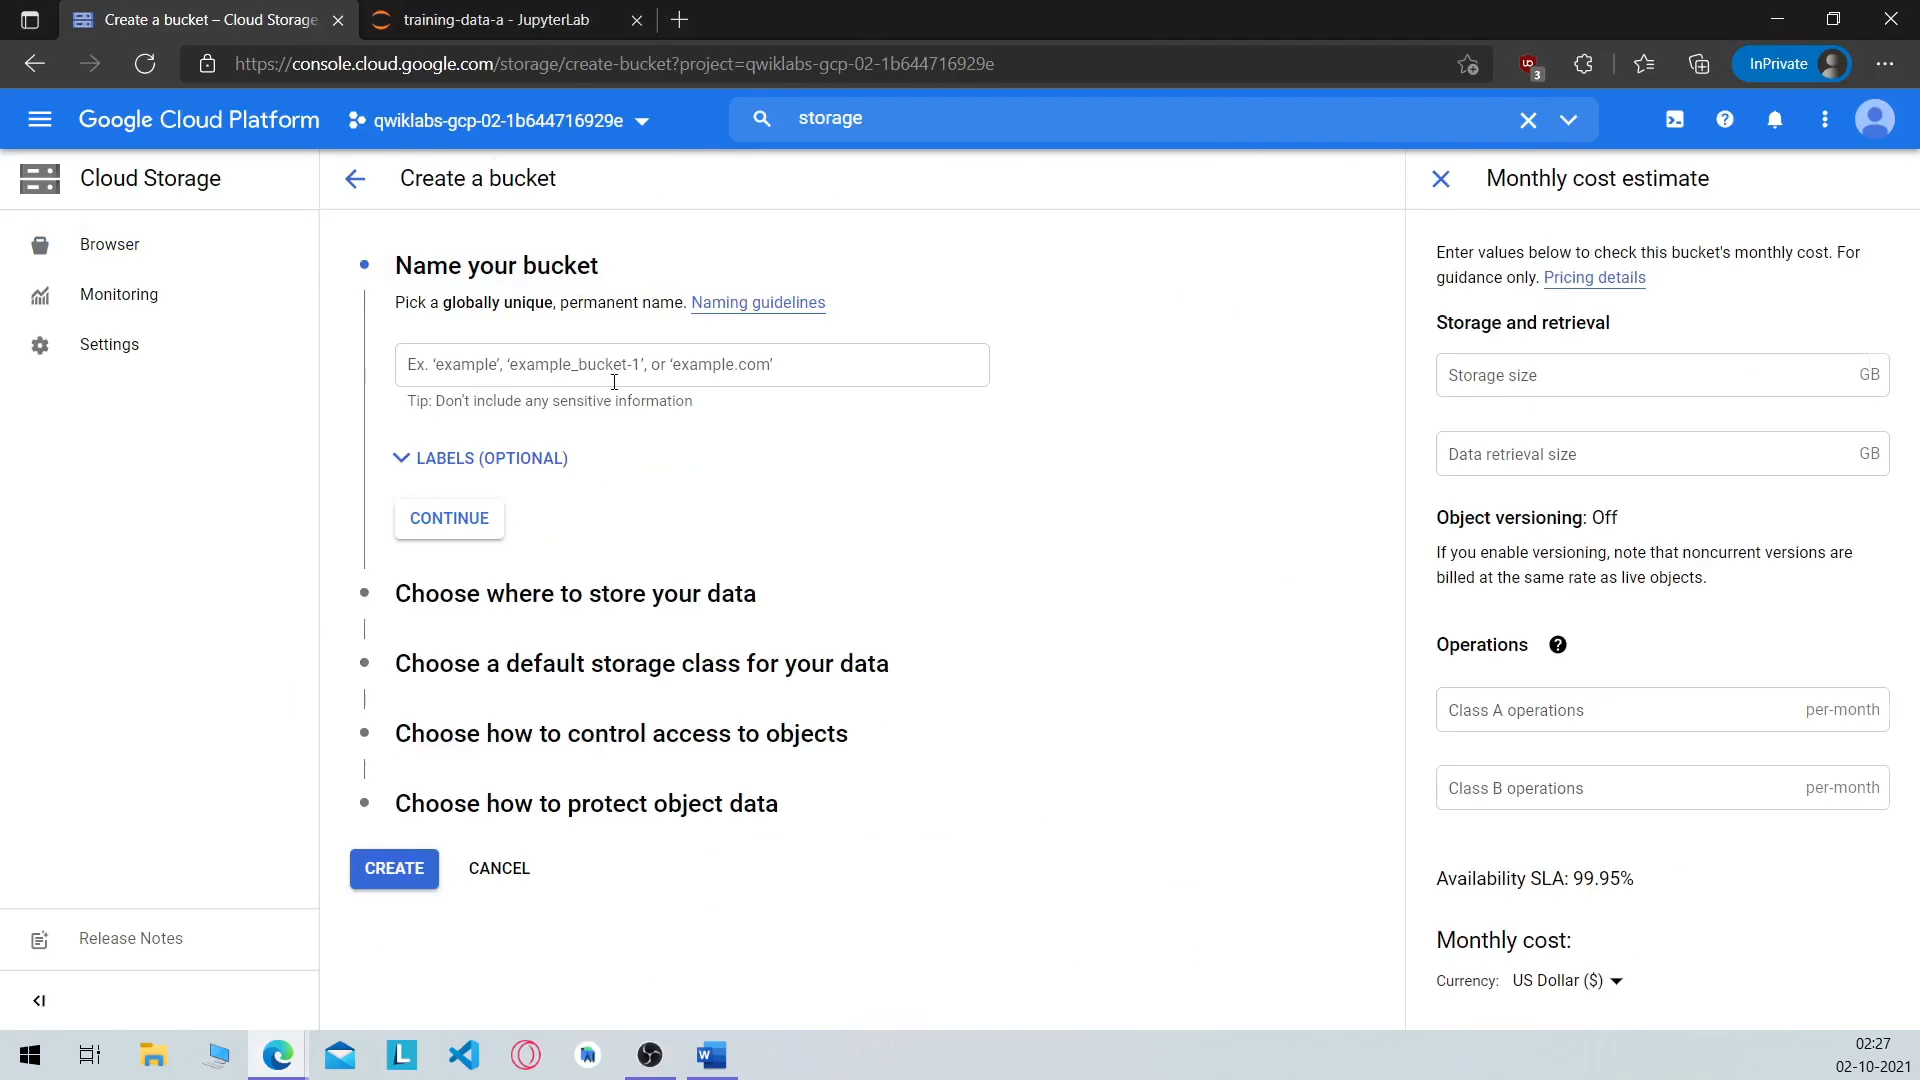 Create a bucket – Cloud Storage
training-data-a - JupyterLab
https://console.cloud.google.com/storage/create-bucket?project=qwiklabs-gcp-02-1b644716929e
3
InPrivate
Google Cloud Platform
qwiklabs-gcp-02-1b644716929e
storage
Cloud Storage
Create a bucket
Monthly cost estimate
Browser
Monitoring
Settings
Name your bucket
Pick a globally unique, permanent name. Naming guidelines
Ex. ‘example’, ‘example_bucket-1’, or ‘example.com’
Tip: Don’t include any sensitive information
LABELS (OPTIONAL)
CONTINUE
Choose where to store your data
Choose a default storage class for your data
Choose how to control access to objects
Choose how to protect object data
CREATE
CANCEL
Enter values below to check this bucket's monthly cost. For
guidance only. Pricing details
Storage and retrieval
Storage size GB
Data retrieval size GB
Object versioning: Off
If you enable versioning, note that noncurrent versions are
billed at the same rate as live objects.
Operations
Class A operations per-month
Class B operations per-month
Availability SLA: 99.95%
Monthly cost:
Currency: US Dollar ($)
Release Notes
02:27
02-10-2021